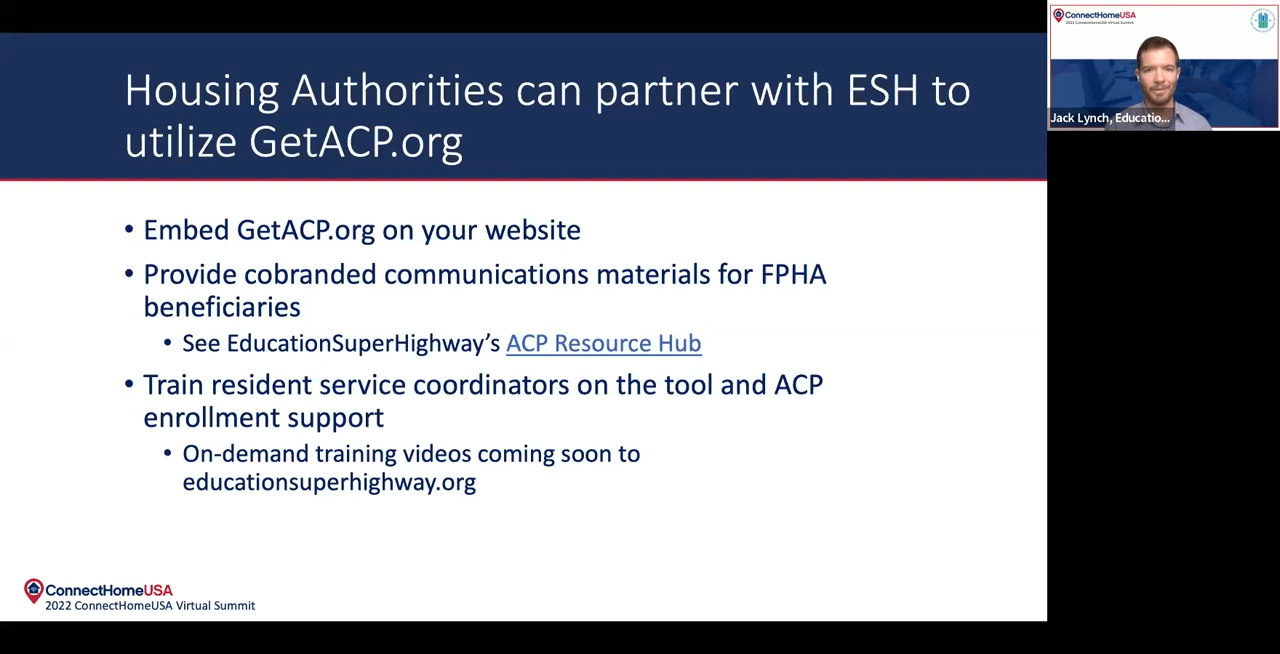 Housing Authorities can partner with ESH to
utilize GetACP.org
• Embed GetACP.org on your website
• Provide cobranded communications materials for FPHA
beneficiaries
• See EducationSuperHighway's ACP Resource Hub
• Train resident service coordinators on the tool and ACP
enrollment support
• On-demand training videos coming soon to
educationsuperhighway.org
ConnectHomeUSA
2022 ConnectHomeUSA Virtual Summit
ConnectHomeUSA
2022 ConnectHomeUSA Virtual Summit
Jack Lynch, Educatio...